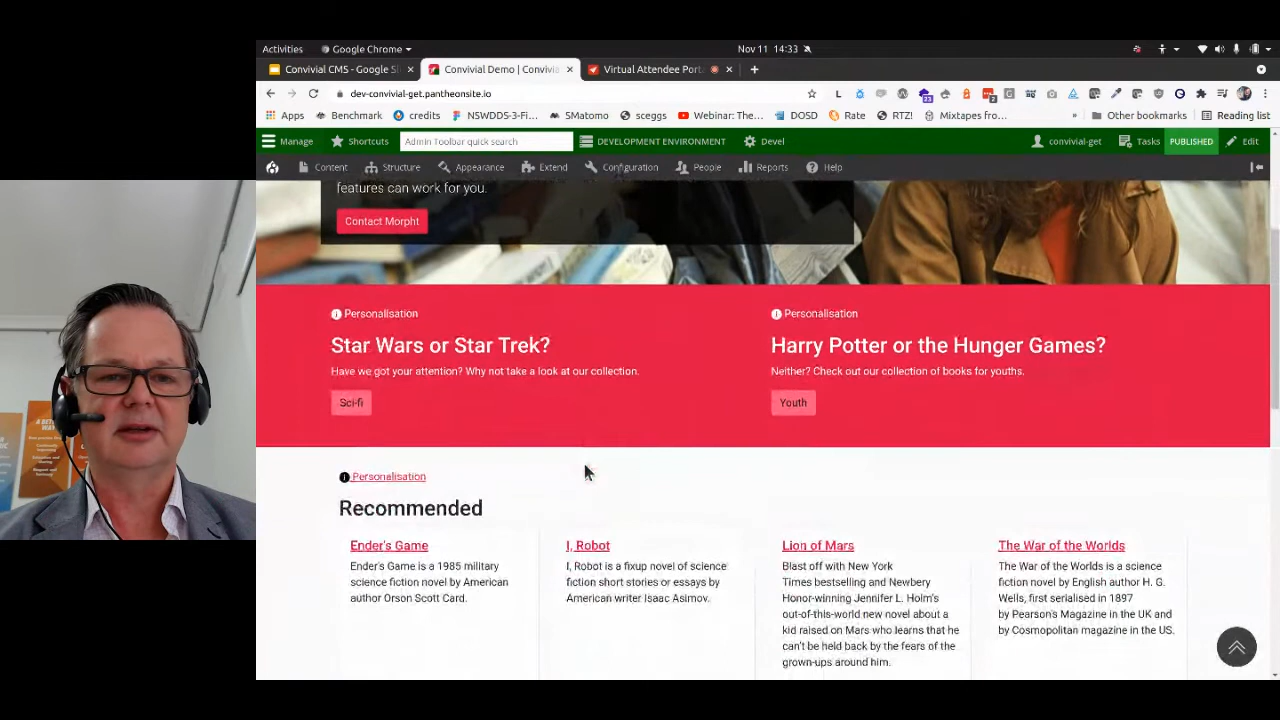 Activities
Google Chrome
Nov 11 14:33
Convivial CMS - Google Sl
Convivial Demo | Convivia
Virtual Attendee Port
dev-convivial-get.pantheonsite.io
Apps
Benchmark
credits
NSWDDS-3-Fi...
SMatomo
sceggs
Webinar: The...
DOSD
Rate
RTZ!
Mixtapes fro...
Other bookmarks
Reading list
Manage
Shortcuts
Admin Toolbar quick search
DEVELOPMENT ENVIRONMENT
Devel
convivial-get
Tasks
PUBLISHED
Edit
Content
Structure
Appearance
Extend
Configuration
People
Reports
Help
features can work for you.
Contact Morpht
Personalisation
Star Wars or Star Trek?
Have we got your attention? Why not take a look at our collection.
Sci-fi
Personalisation
Harry Potter or the Hunger Games?
Neither? Check out our collection of books for youths.
Youth
Personalisation
Recommended
Ender's Game
Ender's Game is a 1985 military
science fiction novel by American
author Orson Scott Card.
I, Robot
I, Robot is a fixup novel of science
fiction short stories or essays by
American writer Isaac Asimov.
Lion of Mars
Blast off with New York
Times bestselling and Newbery
Honor-winning Jennifer L. Holm's
out-of-this-world new novel about a
kid raised on Mars who learns that he
can't be held back by the fears of the
grown-ups around him.
The War of the Worlds
The War of the Worlds is a science
fiction novel by English author H. G.
Wells, first serialised in 1897
by Pearson's Magazine in the UK and
by Cosmopolitan magazine in the US.